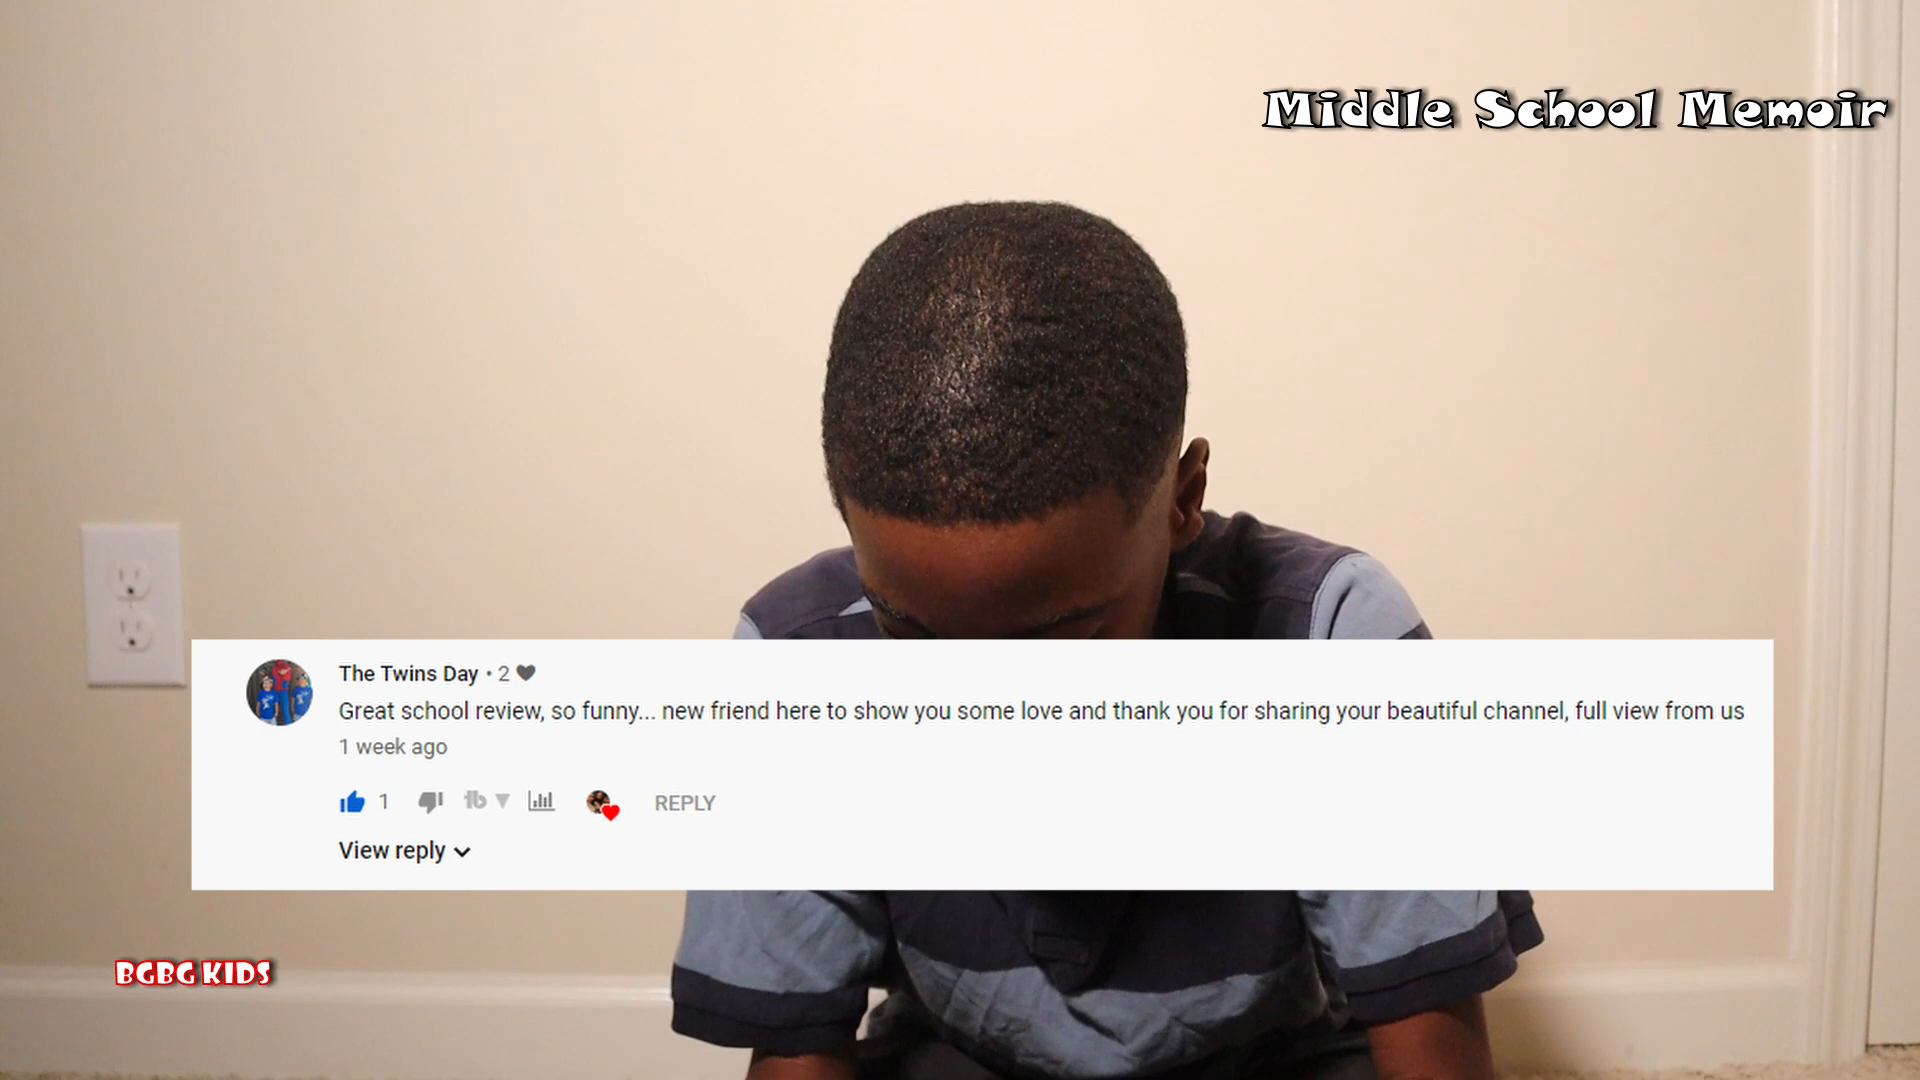 Middle School Memoir
The Twins Day • 2 🖤
Great school review, so funny... new friend here to show you some love and thank you for sharing your beautiful channel, full view from us
1 week ago
1
tb
REPLY
View reply
BGBG KIDS